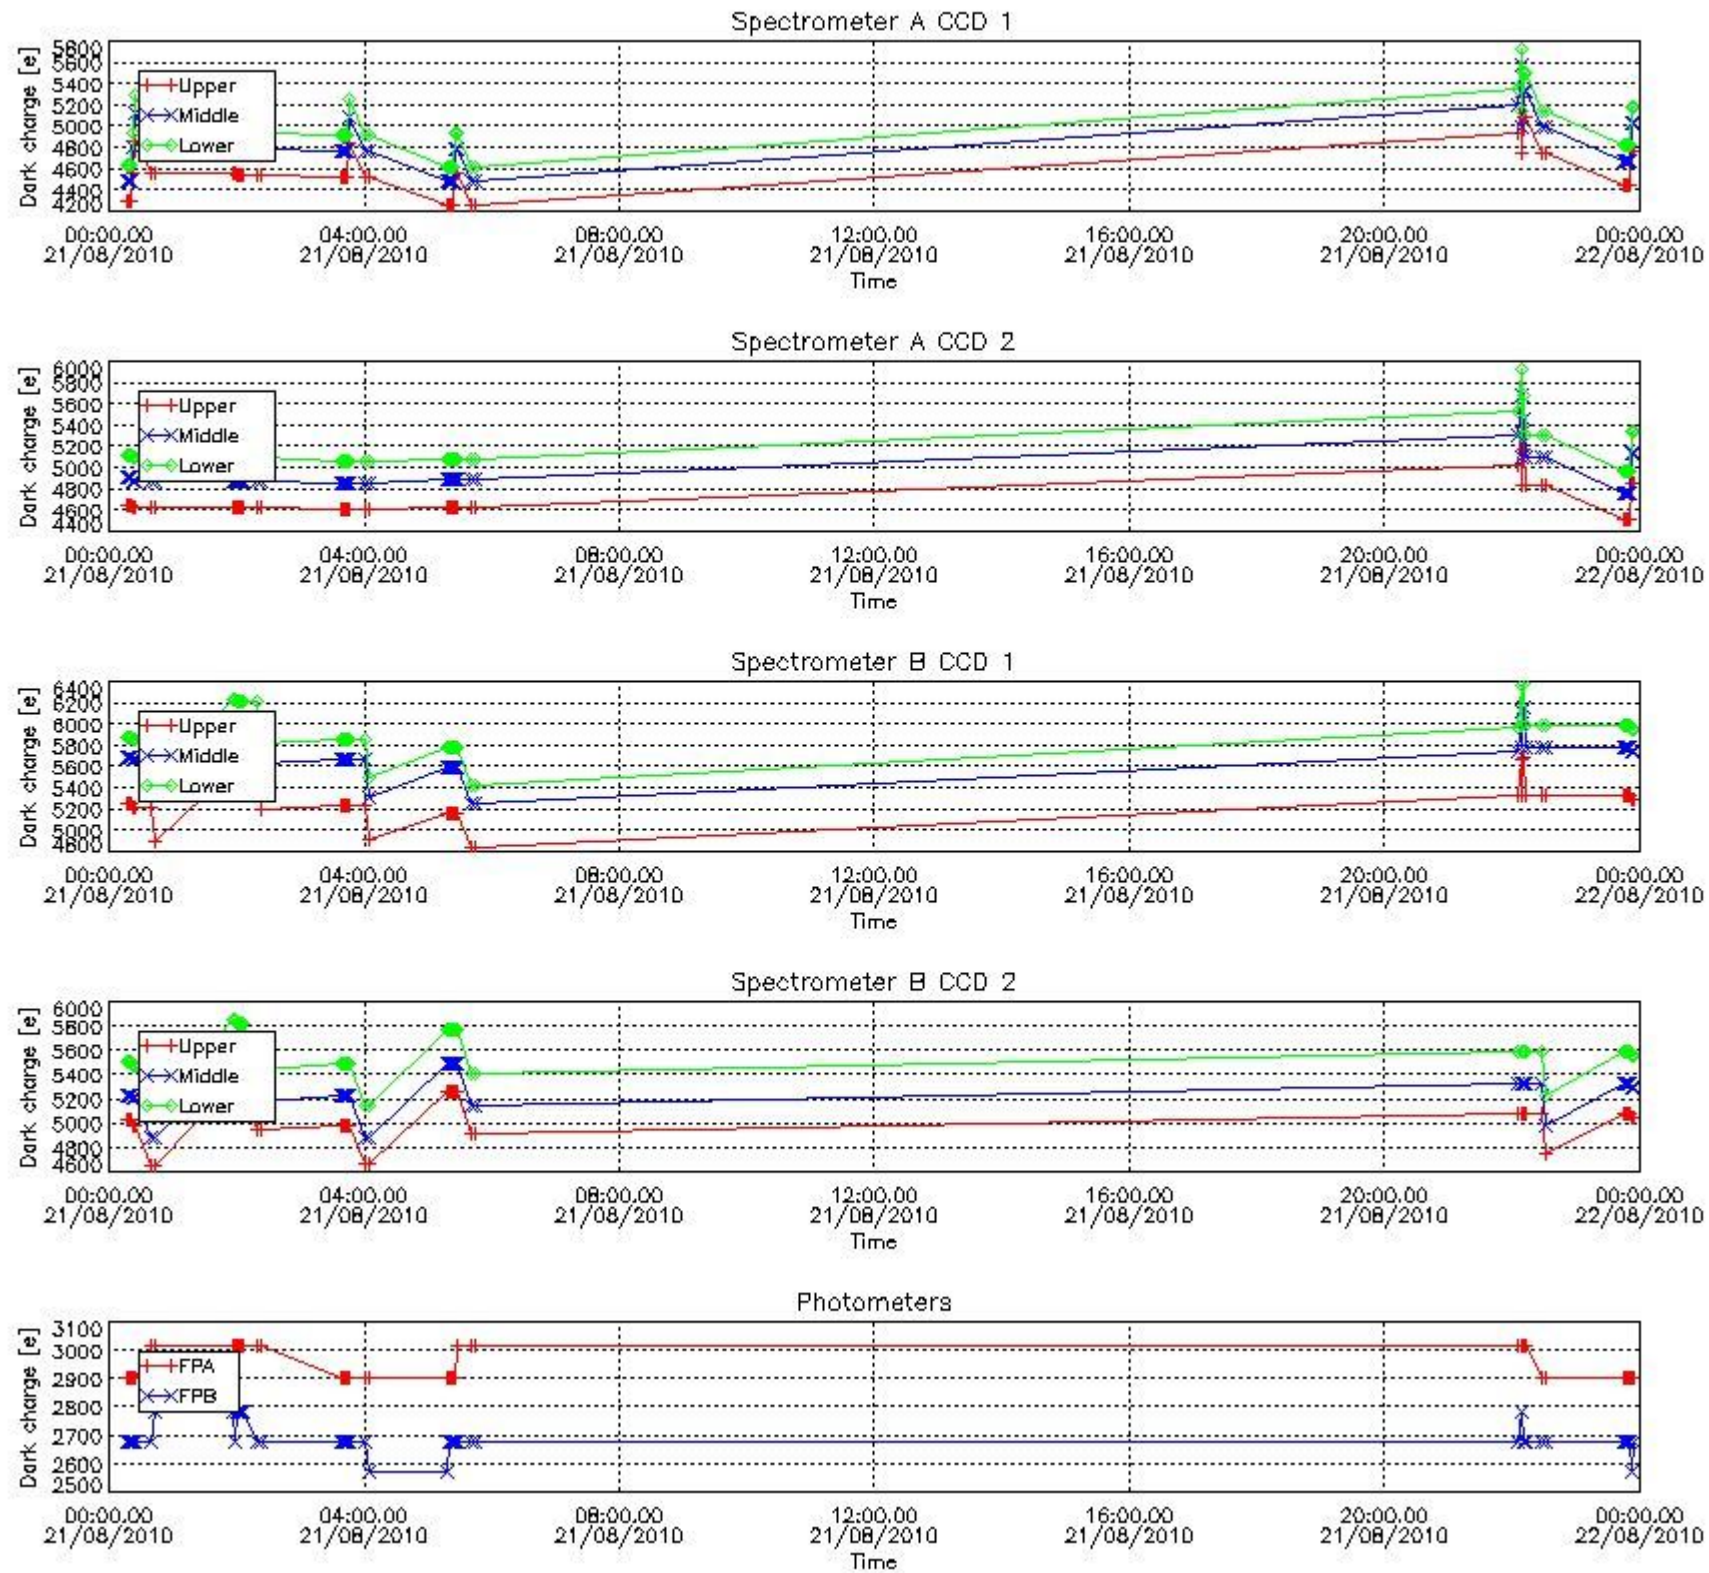 Spectrometer A CCD 1
Dark charge [e]
5800
5600
5400
5200
5000
4800
4600
4400
4200
Upper
Middle
Lower
00:00.00 04:00.00 08:00.00 12:00.00 16:00.00 20:00.00 00:00.00
21/08/2010 21/08/2010 21/08/2010 21/08/2010 21/08/2010 21/08/2010 22/08/2010
Time
Spectrometer A CCD 2
Dark charge [e]
6000
5800
5600
5400
5200
5000
4800
4600
4400
Upper
Middle
Lower
00:00.00 04:00.00 08:00.00 12:00.00 16:00.00 20:00.00 00:00.00
21/08/2010 21/08/2010 21/08/2010 21/08/2010 21/08/2010 21/08/2010 22/08/2010
Time
Spectrometer B CCD 1
Dark charge [e]
6400
6200
6000
5800
5600
5400
5200
5000
4800
Upper
Middle
Lower
00:00.00 04:00.00 08:00.00 12:00.00 16:00.00 20:00.00 00:00.00
21/08/2010 21/08/2010 21/08/2010 21/08/2010 21/08/2010 21/08/2010 22/08/2010
Time
Spectrometer B CCD 2
Dark charge [e]
6000
5800
5600
5400
5200
5000
4800
4600
Upper
Middle
Lower
00:00.00 04:00.00 08:00.00 12:00.00 16:00.00 20:00.00 00:00.00
21/08/2010 21/08/2010 21/08/2010 21/08/2010 21/08/2010 21/08/2010 22/08/2010
Time
Photometers
Dark charge [e]
3100
3000
2900
2800
2700
2600
2500
FPA
FPB
00:00.00 04:00.00 08:00.00 12:00.00 16:00.00 20:00.00 00:00.00
21/08/2010 21/08/2010 21/08/2010 21/08/2010 21/08/2010 21/08/2010 22/08/2010
Time